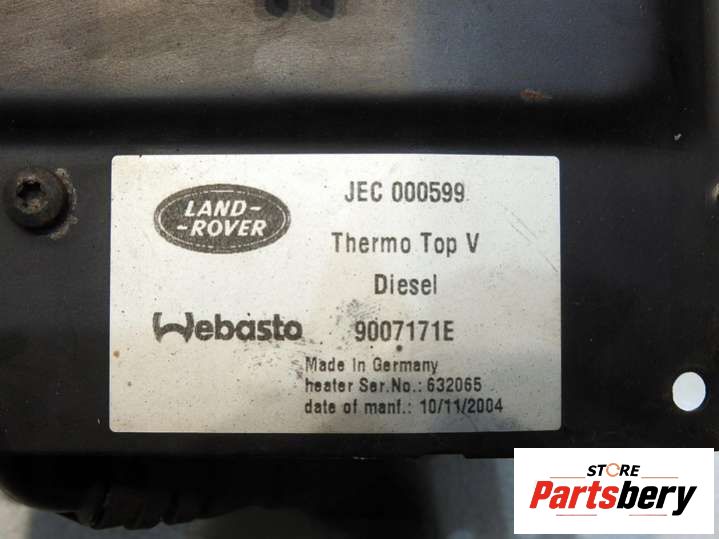 LAND-
-ROVER
JEC 000599
Thermo Top V
Diesel
Webasto 9007171E
Made In Germany
heater Ser.No.: 632065
date of manf.: 10/11/2004
STORE
Partsbery